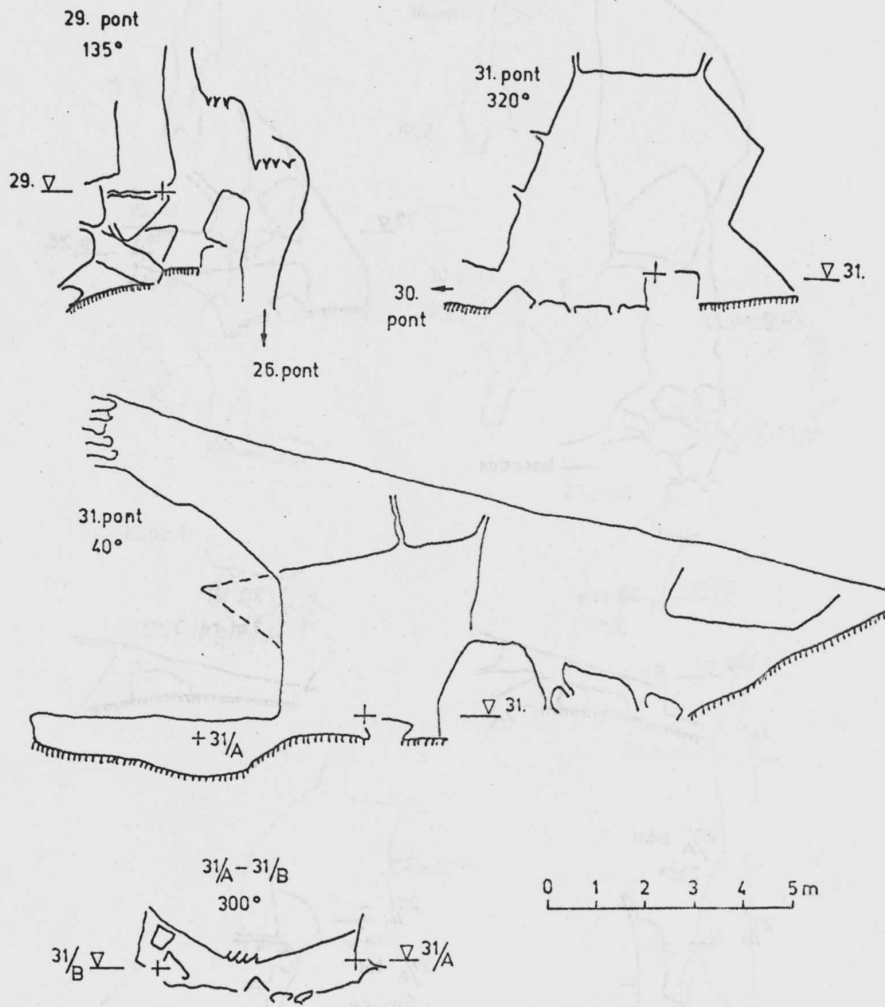 29. pont
135°
29.
26.pont
31.pont
320°
31.
30.
pont
31.pont
40°
31.
+31/A
31/A-31/B
300°
31/B
31/A
0 1 2 3 4 5m